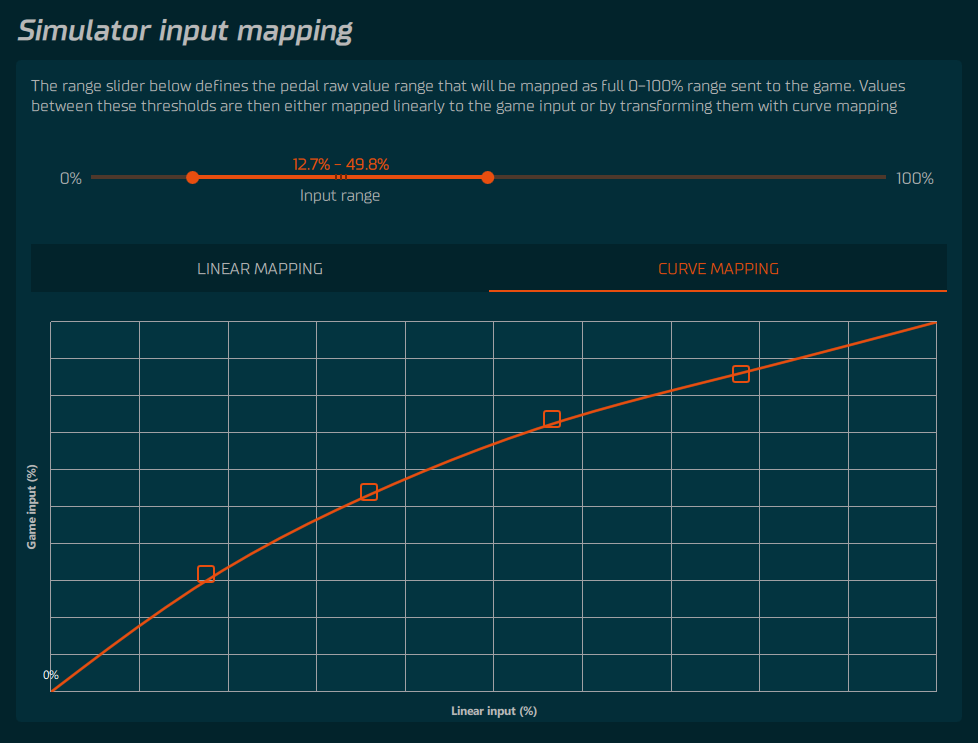 Simulator input mapping
The range slider below defines the pedal raw value range that will be mapped as full 0-100% range sent to the game. Values
between these thresholds are then either mapped linearly to the game input or by transforming them with curve mapping
12.7% - 49.8%
0%
100%
Input range
LINEAR MAPPING
CURVE MAPPING
Game input (%)
0%
Linear input (%)